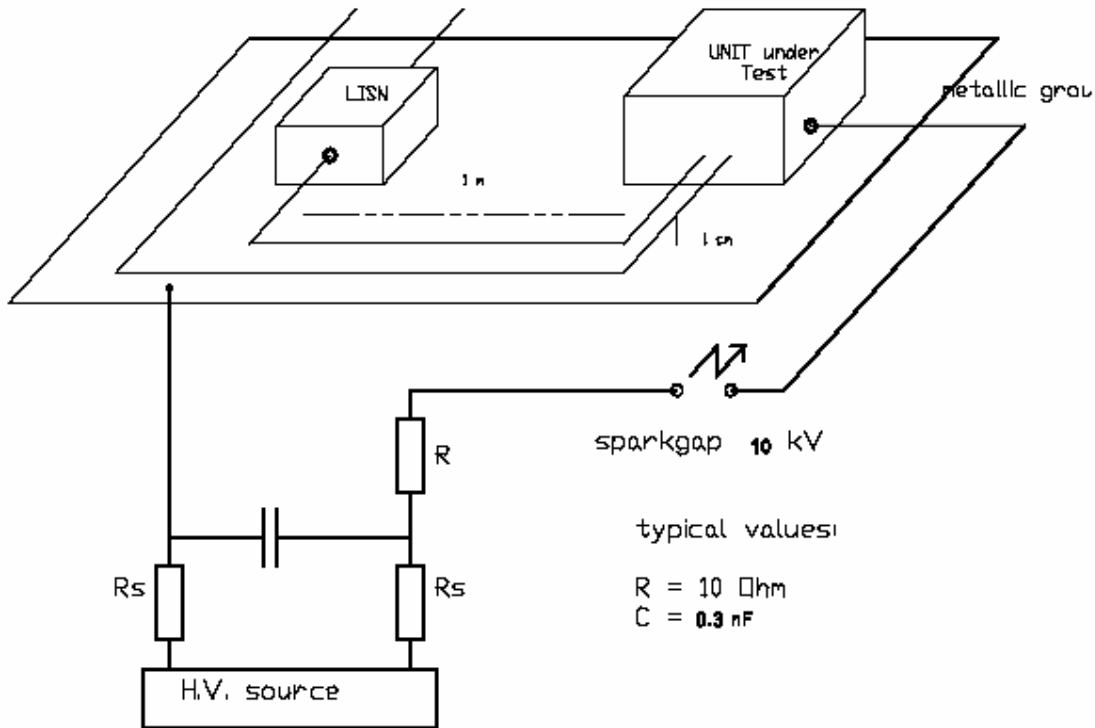 UNIT under
Test
LISN
metallic grou
1 m
1 cm
sparkgap 10 kV
R
typical values:
Rs
Rs
R = 10 Ohm
C = 0.3 nF
H.V. source